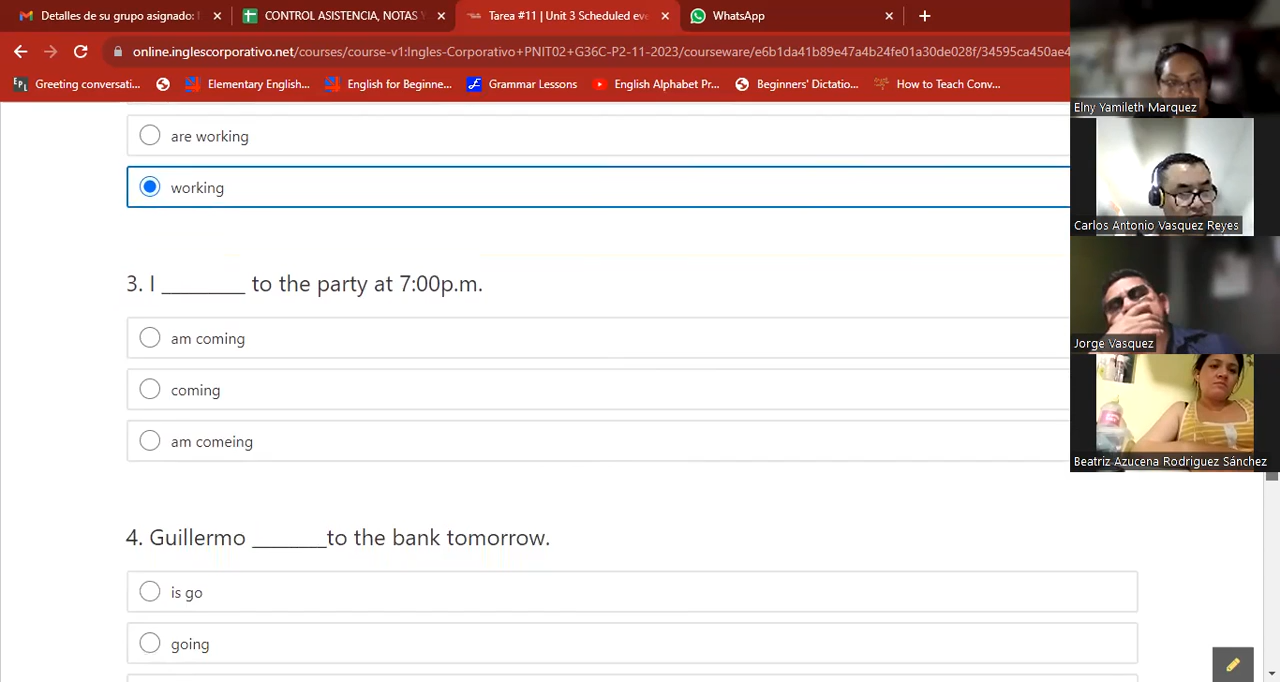 Detalles de su grupo asignado:
CONTROL ASISTENCIA, NOTAS Y
Tarea #11 | Unit 3 Scheduled eve
WhatsApp
online.inglescorporativo.net/courses/course-v1:Ingles-Corporativo+PNIT02+G36C-P2-11-2023/courseware/e6b1da41b89e47a4b24fe01a30de028f/34595ca450ae4
Greeting conversati...
Elementary English...
English for Beginne...
Grammar Lessons
English Alphabet Pr...
Beginners' Dictatio...
How to Teach Conv...
Elny Yamileth Marquez
are working
working
Carlos Antonio Vasquez Reyes
3. I ________ to the party at 7:00p.m.
am coming
Jorge Vasquez
coming
am comeing
Beatriz Azucena Rodriguez Sánchez
4. Guillermo _______to the bank tomorrow.
is go
going